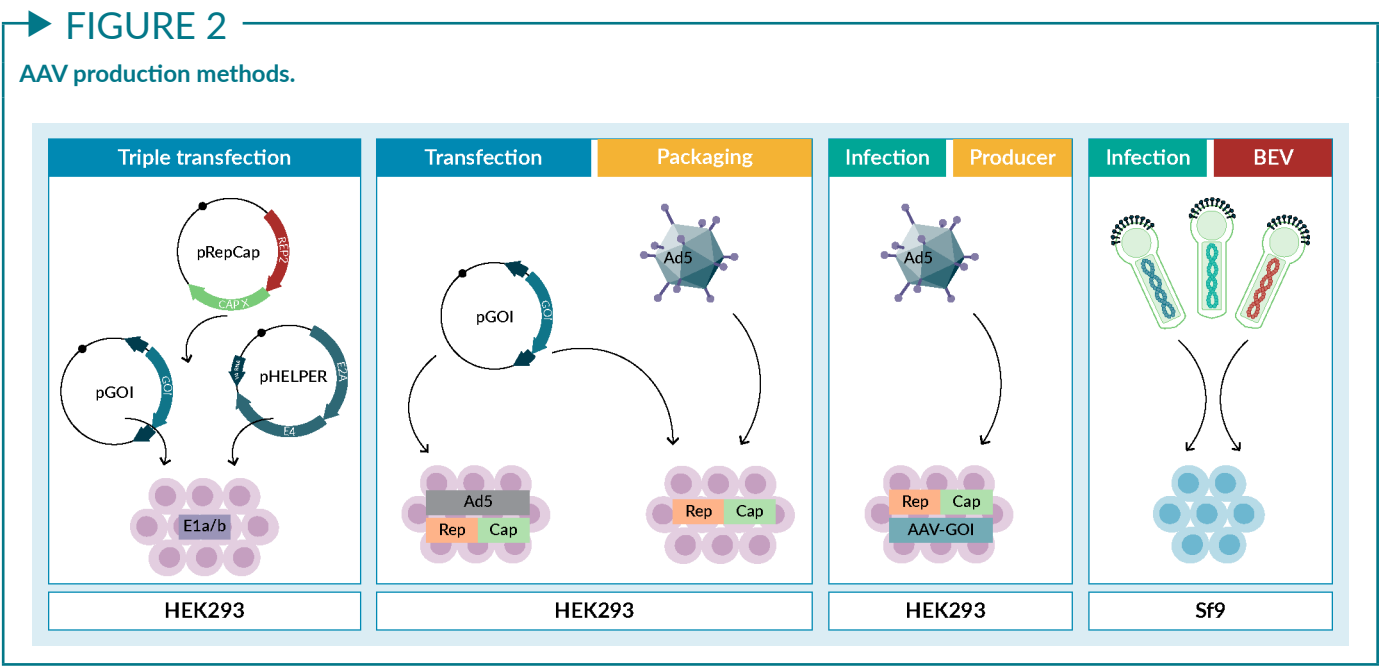 FIGURE 2
AAV production methods.
Triple transfection
pRepCap
REP2
CAP X
pGOI
GOI
pHELPER
E2A
E4
E1a/b
HEK293
Transfection
Packaging
Ad5
pGOI
GOI
Ad5
Rep
Cap
Rep
Cap
HEK293
Infection
Producer
Ad5
Rep
Cap
AAV-GOI
HEK293
Infection
BEV
Sf9